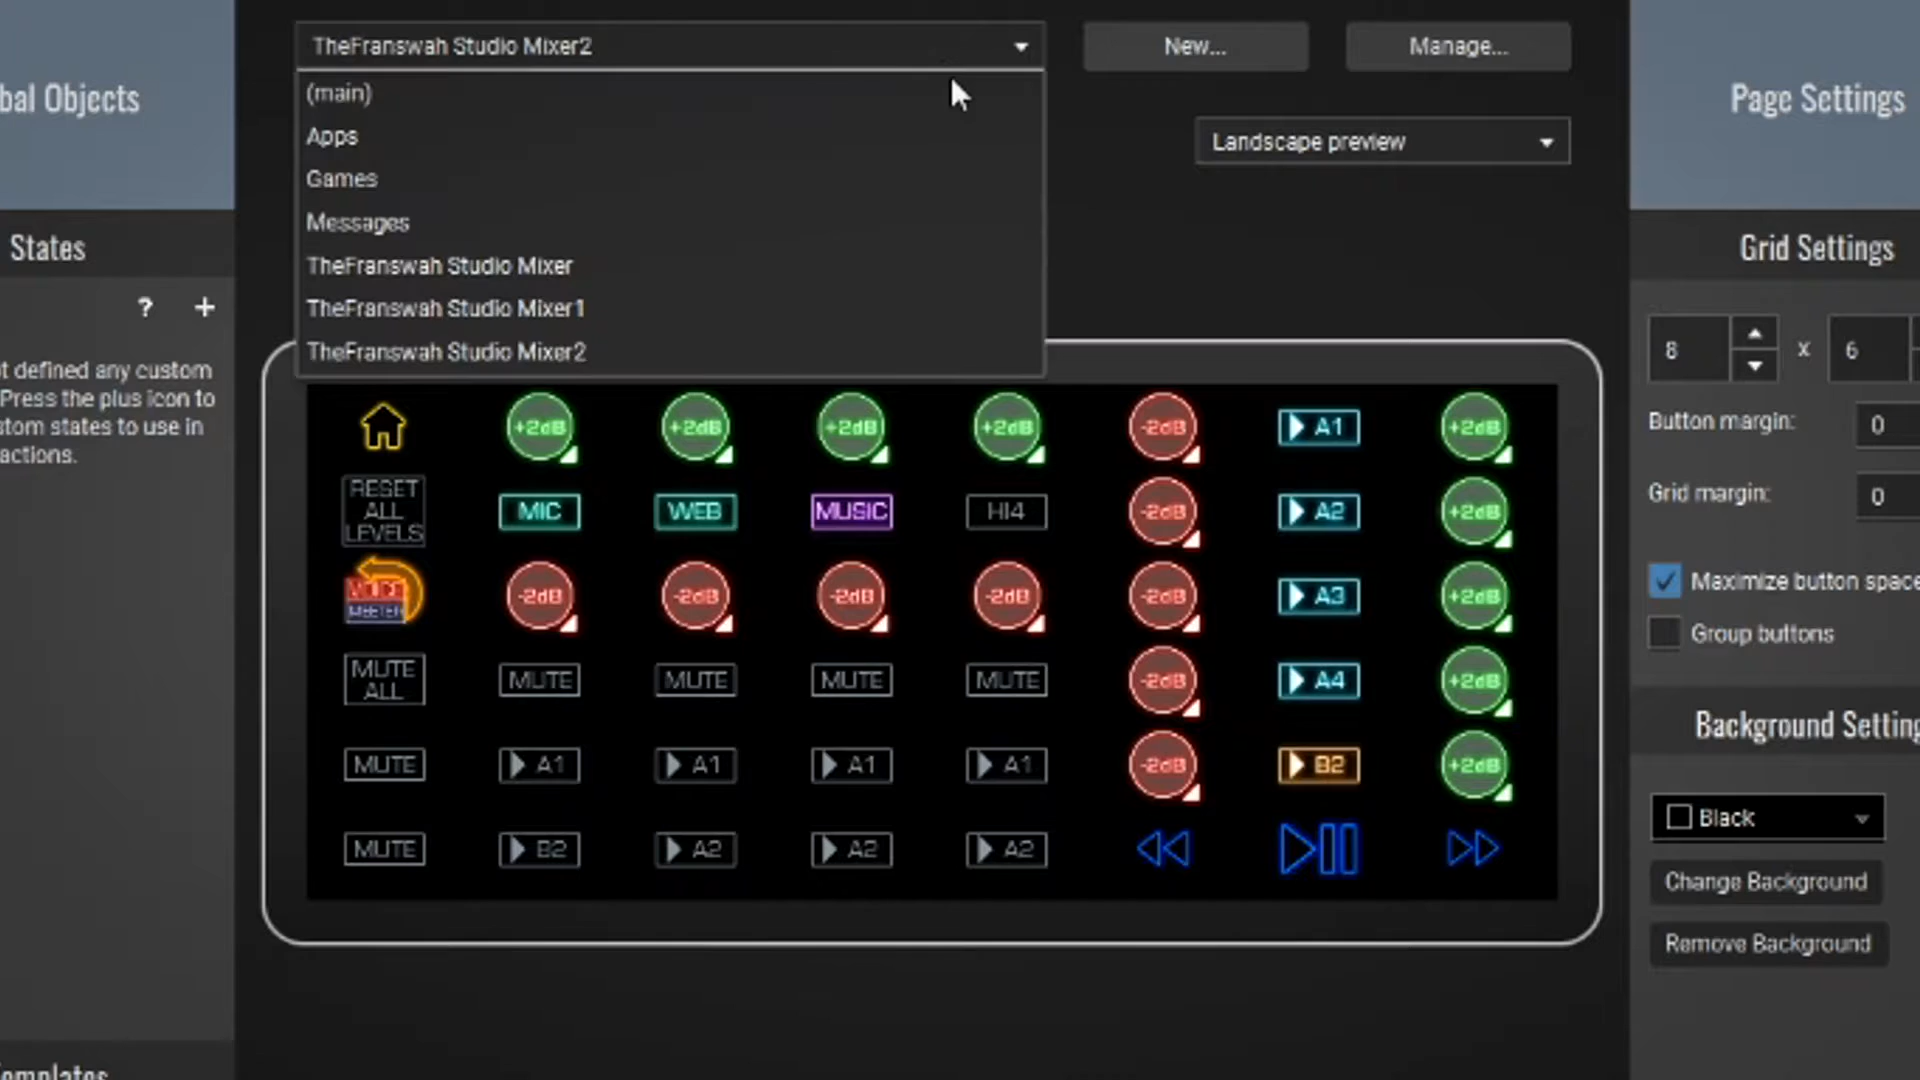 TheFranswah Studio Mixer2
New...
Manage...
(main)
Apps
Games
Messages
TheFranswah Studio Mixer
TheFranswah Studio Mixer1
TheFranswah Studio Mixer2
Landscape preview
bal Objects
States
? +
t defined any custom
Press the plus icon to
tom states to use in
actions.
emplates
+2dB +2dB +2dB +2dB -2dB A1 +2dB
RESET
ALL
LEVELS
MIC WEB MUSIC HI4 -2dB A2 +2dB
VOICE
MEETER
-2dB -2dB -2dB -2dB -2dB A3 +2dB
MUTE
ALL
MUTE MUTE MUTE MUTE -2dB A4 +2dB
MUTE A1 A1 A1 A1 -2dB B2 +2dB
MUTE B2 A2 A2 A2
Page Settings
Grid Settings
8 x 6
Button margin: 0
Grid margin: 0
Maximize button space
Group buttons
Background Setting
Black
Change Background
Remove Background